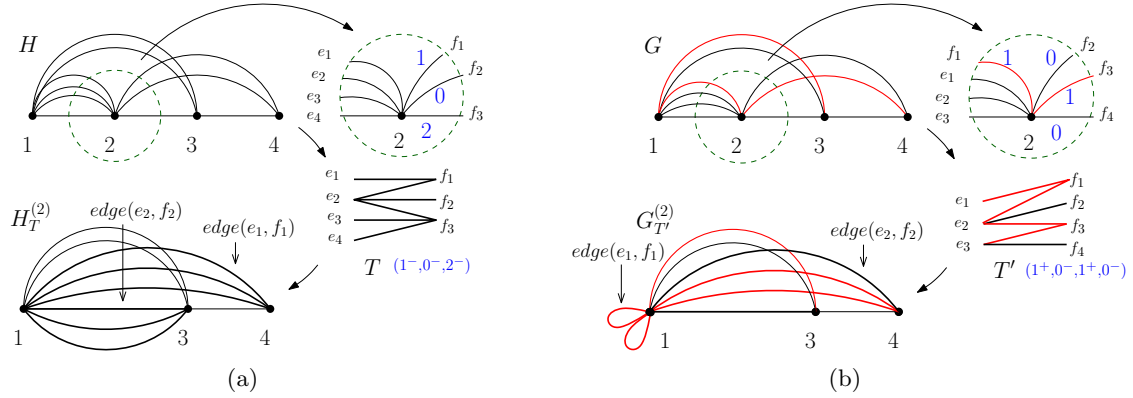 H
e₁
e₂
e₃
e₄
f₁
f₂
f₃
1
0
2
2
1
2
3
4
e₁
e₂
e₃
e₄
f₁
f₂
f₃
T (1⁻,0⁻,2⁻)
H_T^{(2)}
edge(e₂, f₂)
edge(e₁, f₁)
1
3
4
(a)
G
f₁
e₁
e₂
e₃
f₂
f₃
f₄
1
0
1
0
2
1
2
3
4
e₁
e₂
e₃
f₁
f₂
f₃
f₄
T′ (1⁺,0⁻,1⁺,0⁻)
G_{T′}^{(2)}
edge(e₁, f₁)
edge(e₂, f₂)
1
3
4
(b)